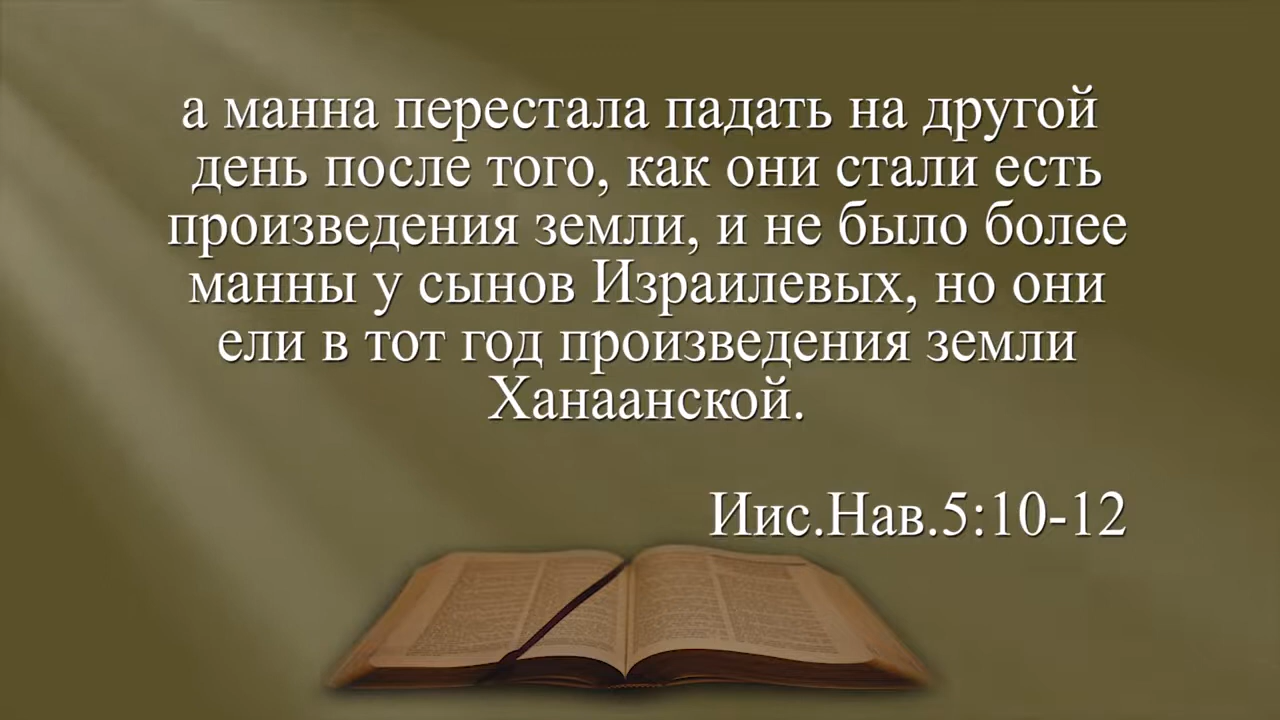 а манна перестала падать на другой
день после того, как они стали есть
произведения земли, и не было более
манны у сынов Израилевых, но они
ели в тот год произведения земли
Ханаанской.
Иис.Нав.5:10-12